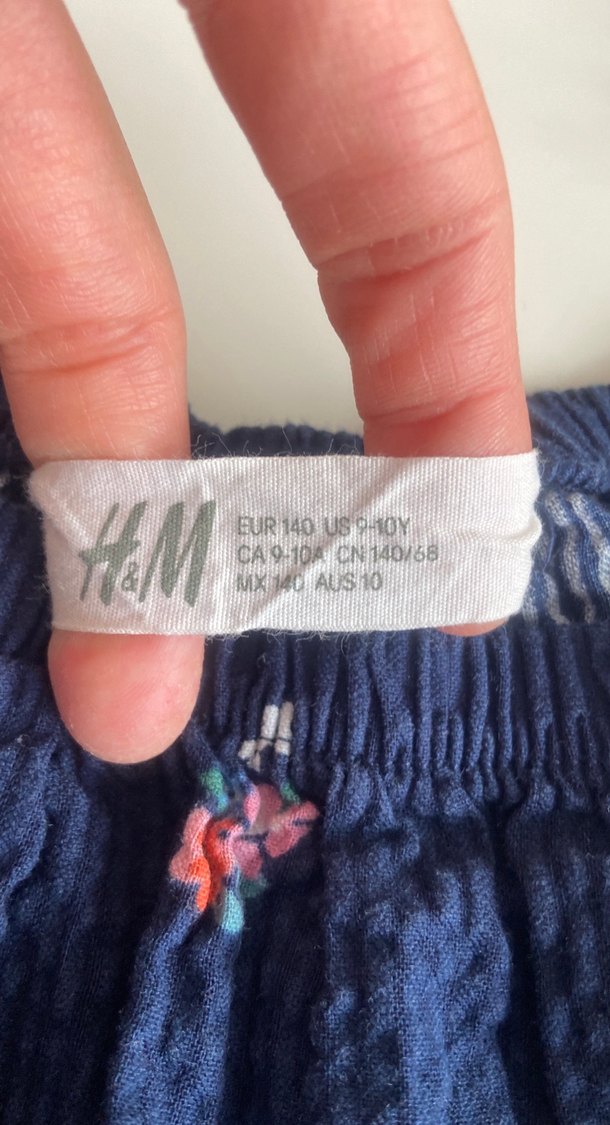 H&M
EUR 140 US 9-10Y
CA 9-10A CN 140/68
MX 140 AUS 10